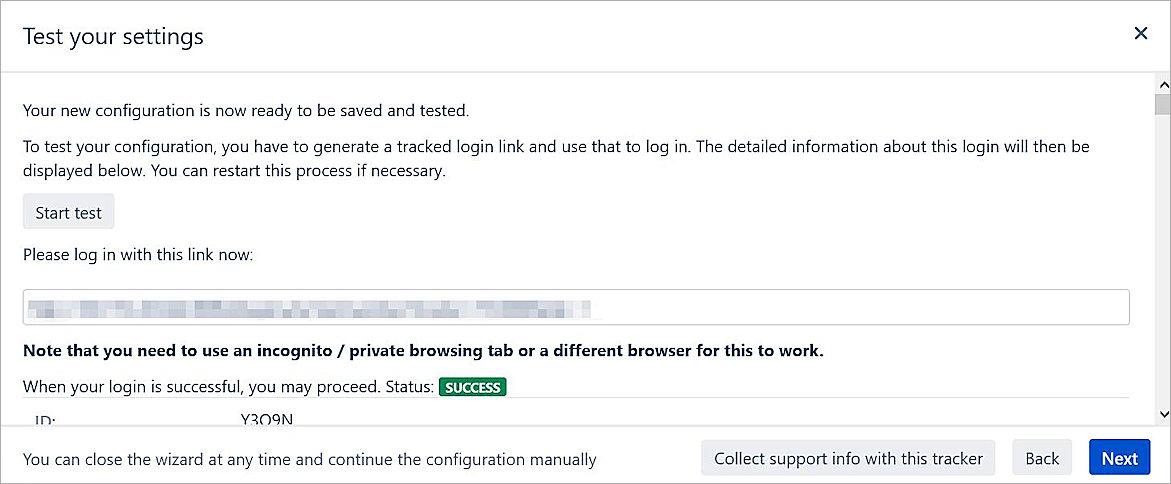 Test your settings
Your new configuration is now ready to be saved and tested.
To test your configuration, you have to generate a tracked login link and use that to log in. The detailed information about this login will then be
displayed below. You can restart this process if necessary.
Start test
Please log in with this link now:
Note that you need to use an incognito / private browsing tab or a different browser for this to work.
When your login is successful, you may proceed. Status: SUCCESS
ID: Y3O9N
You can close the wizard at any time and continue the configuration manually
Collect support info with this tracker
Back
Next